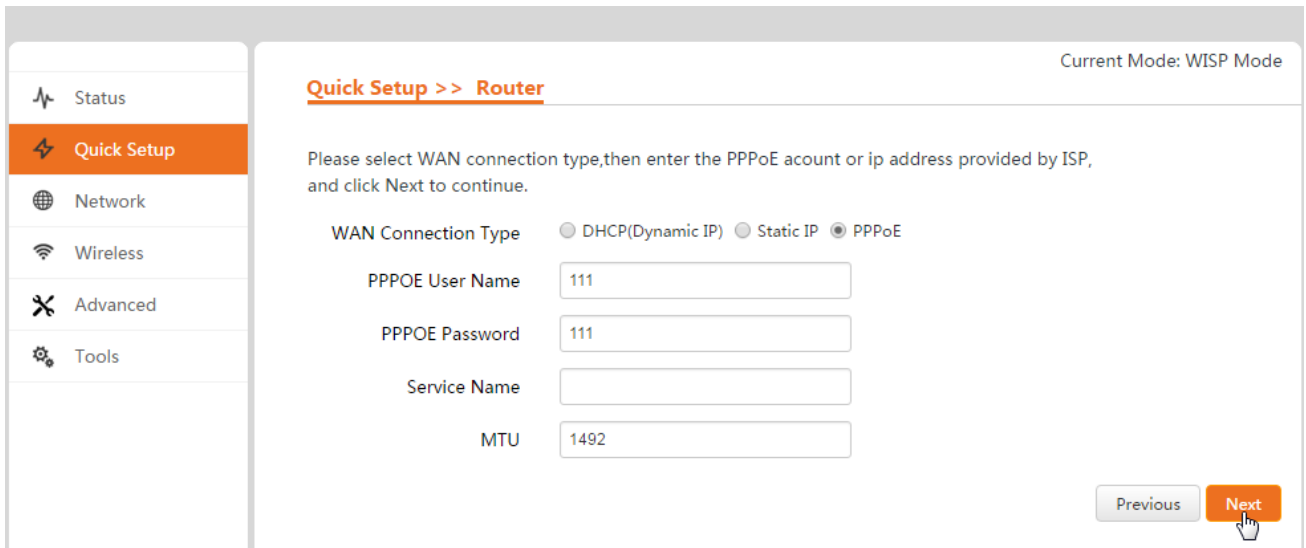 Current Mode: WISP Mode
Status
Quick Setup
Network
Wireless
Advanced
Tools
Quick Setup >> Router
Please select WAN connection type,then enter the PPPoE acount or ip address provided by ISP,
and click Next to continue.
WAN Connection Type DHCP(Dynamic IP) Static IP PPPoE
PPPOE User Name 111
PPPOE Password 111
Service Name
MTU 1492
Previous Next